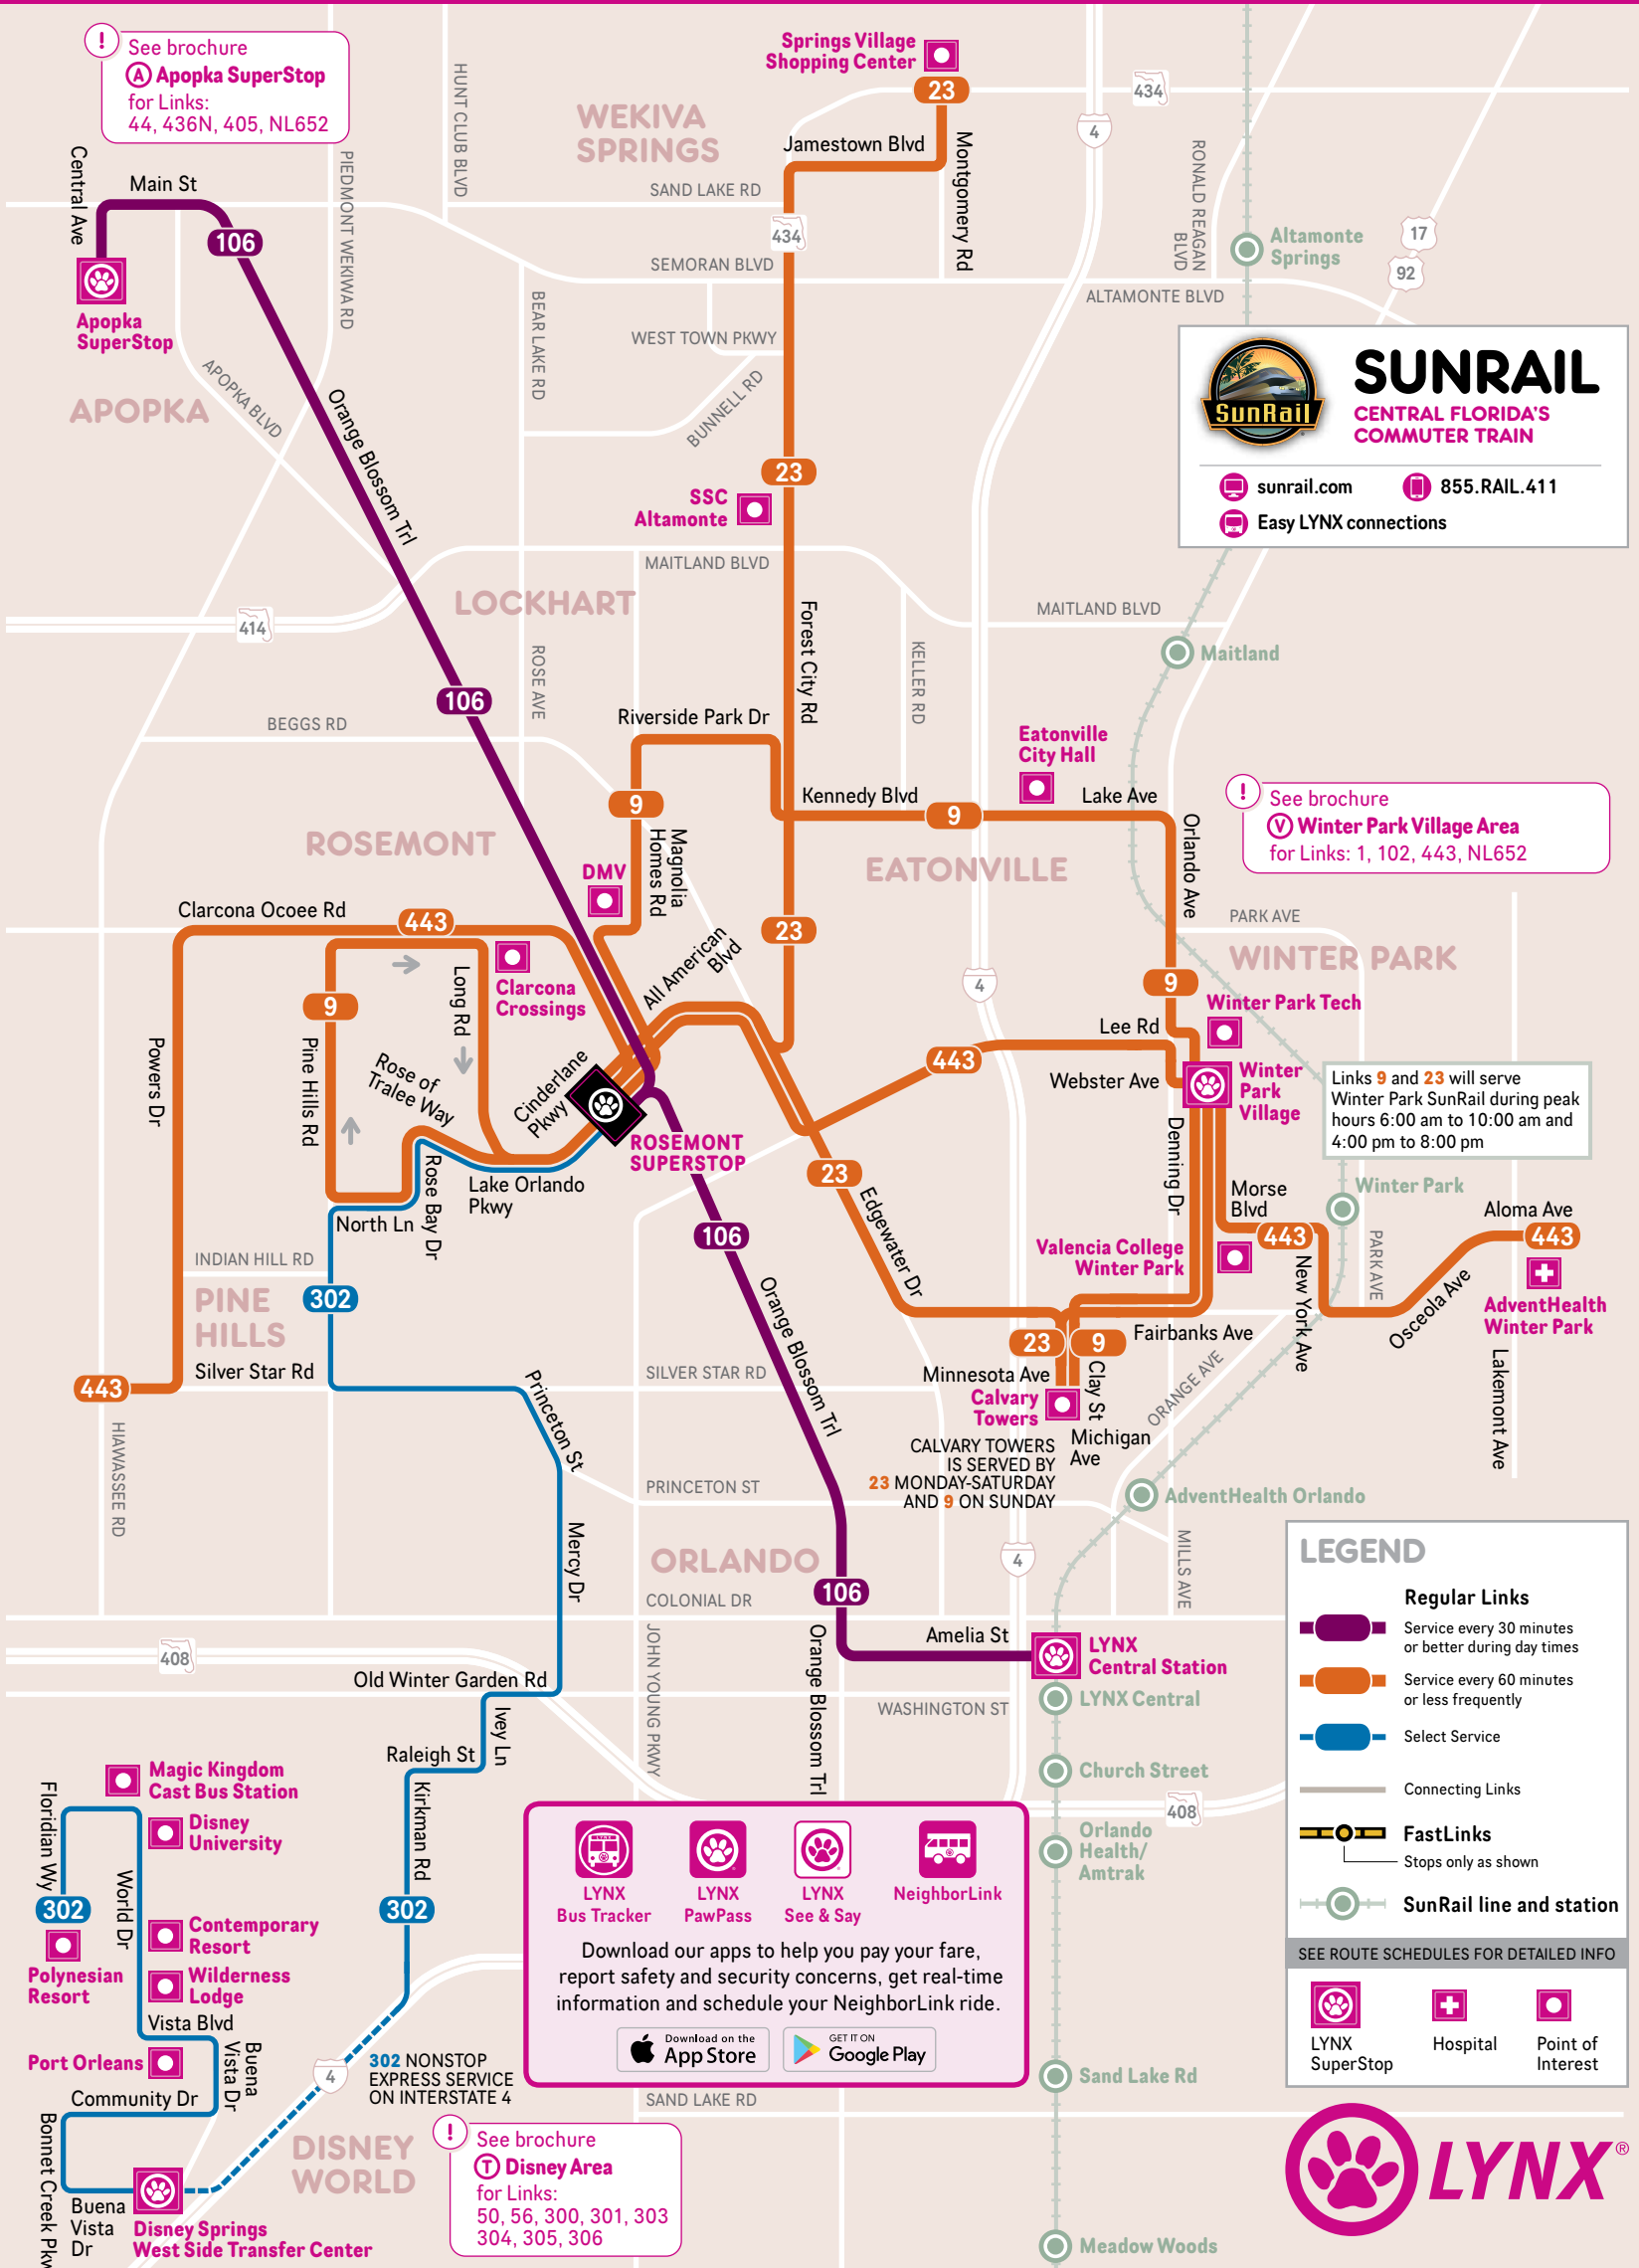 !
See brochure
A Apopka SuperStop
for Links:
44, 436N, 405, NL652
Springs Village
Shopping Center
23
434
4
HUNT CLUB BLVD
WEKIVA
SPRINGS
Jamestown Blvd
Montgomery Rd
RONALD REAGAN
BLVD
Central Ave
Main St
PIEDMONT WEKIWA RD
SAND LAKE RD
106
434
Altamonte
Springs
17
92
SEMORAN BLVD
ALTAMONTE BLVD
Apopka
SuperStop
BEAR LAKE RD
WEST TOWN PKWY
APOPKA BLVD
BUNNELL RD
APOPKA
Orange Blossom Trl
SunRail
SUNRAIL
CENTRAL FLORIDA'S
COMMUTER TRAIN
sunrail.com
855.RAIL.411
Easy LYNX connections
23
SSC
Altamonte
MAITLAND BLVD
LOCKHART
414
Forest City Rd
MAITLAND BLVD
Maitland
ROSE AVE
KELLER RD
106
BEGGS RD
Riverside Park Dr
Eatonville
City Hall
9
Kennedy Blvd
9
Lake Ave
!
See brochure
V Winter Park Village Area
for Links: 1, 102, 443, NL652
ROSEMONT
Magnolia
Homes Rd
EATONVILLE
Orlando Ave
DMV
Clarcona Ocoee Rd
443
23
PARK AVE
WINTER PARK
All American
Blvd
Clarcona
Crossings
Long Rd
9
4
9
Winter Park Tech
Lee Rd
Powers Dr
Pine Hills Rd
Rose of
Tralee Way
Cinderlane
Pkwy
443
Webster Ave
Winter
Park
Village
Links 9 and 23 will serve
Winter Park SunRail during peak
hours 6:00 am to 10:00 am and
4:00 pm to 8:00 pm
ROSEMONT
SUPERSTOP
Denning Dr
Rose Bay Dr
Lake Orlando
Pkwy
North Ln
23
Edgewater Dr
Winter Park
Morse
Blvd
Aloma Ave
106
443
443
INDIAN HILL RD
Valencia College
Winter Park
PARK AVE
New York Ave
Osceola Ave
AdventHealth
Winter Park
PINE
HILLS
302
Orange Blossom Trl
23
9
Fairbanks Ave
Silver Star Rd
443
SILVER STAR RD
Minnesota Ave
Calvary
Towers
Clay St
ORANGE AVE
Lakemont Ave
Princeton St
Michigan
Ave
CALVARY TOWERS
IS SERVED BY
23 MONDAY-SATURDAY
AND 9 ON SUNDAY
HIAWASSEE RD
PRINCETON ST
AdventHealth Orlando
Mercy Dr
ORLANDO
4
MILLS AVE
106
COLONIAL DR
LEGEND
Regular Links
Service every 30 minutes
or better during day times
Service every 60 minutes
or less frequently
Select Service
Connecting Links
FastLinks
Stops only as shown
SunRail line and station
SEE ROUTE SCHEDULES FOR DETAILED INFO
LYNX
SuperStop
Hospital
Point of
Interest
408
JOHN YOUNG PKWY
Orange Blossom Trl
Amelia St
LYNX
Central Station
Old Winter Garden Rd
LYNX Central
WASHINGTON ST
Ivey Ln
Raleigh St
Church Street
408
Magic Kingdom
Cast Bus Station
Floridian Wy
Disney
University
Kirkman Rd
Orlando
Health/
Amtrak
LYNX
LYNX
Bus Tracker
LYNX
PawPass
LYNX
See & Say
NeighborLink
Download our apps to help you pay your fare,
report safety and security concerns, get real-time
information and schedule your NeighborLink ride.
Download on the
App Store
GET IT ON
Google Play
World Dr
302
302
Contemporary
Resort
Polynesian
Resort
Wilderness
Lodge
Vista Blvd
Port Orleans
Buena
Vista Dr
4
302 NONSTOP
EXPRESS SERVICE
ON INTERSTATE 4
Sand Lake Rd
Community Dr
SAND LAKE RD
Bonnet Creek Pkw
DISNEY
WORLD
!
See brochure
T Disney Area
for Links:
50, 56, 300, 301, 303
304, 305, 306
LYNX®
Buena
Vista
Dr
Disney Springs
West Side Transfer Center
Meadow Woods